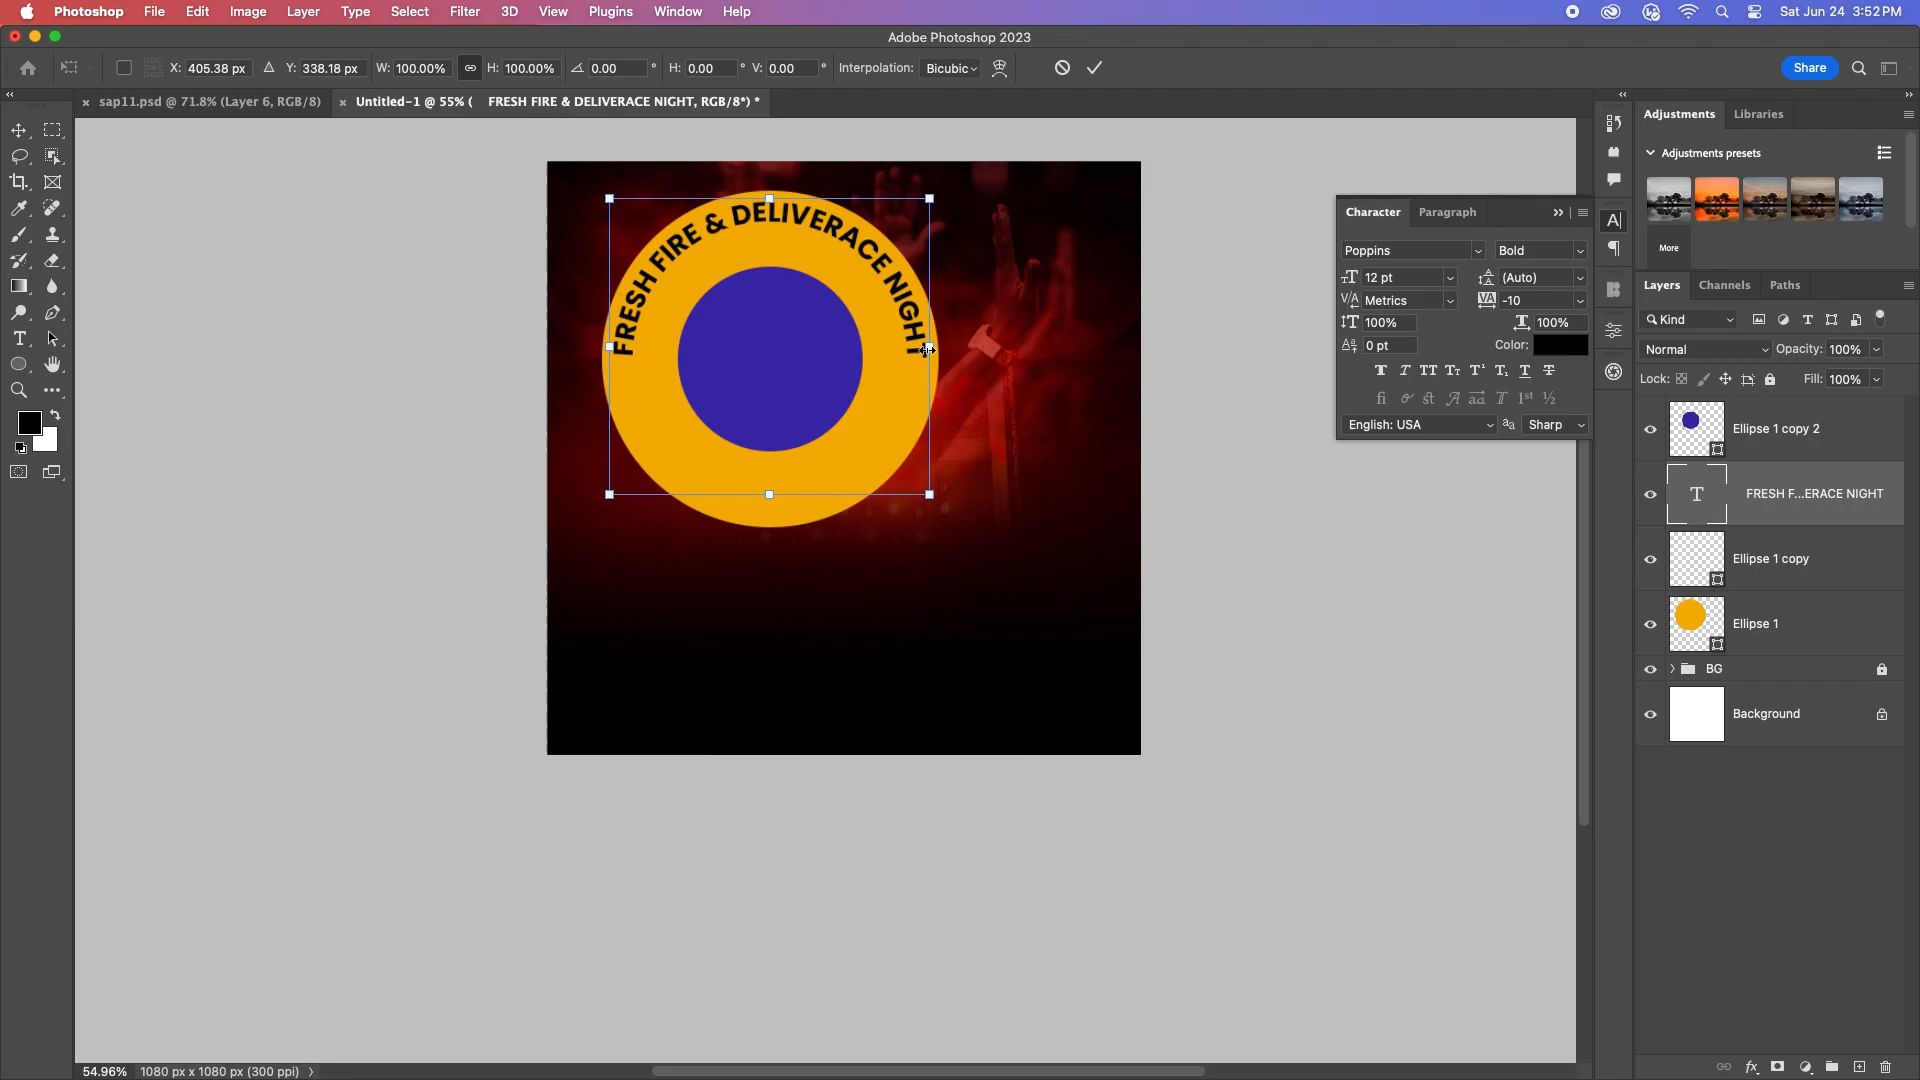 Photoshop File Edit Image Layer Type Select Filter 3D View Plugins Window Help Sat Jun 24 3:52 PM
Adobe Photoshop 2023
X: 405.38 px Y: 338.18 px W: 100.00% H: 100.00% 0.00 ° H: 0.00 ° V: 0.00 ° Interpolation: Bicubic Share
sap11.psd @ 71.8% (Layer 6, RGB/8) Untitled-1 @ 55% ( FRESH FIRE & DELIVERACE NIGHT, RGB/8*) *
Adjustments Libraries
Adjustments presets
More
FRESH FIRE & DELIVERACE NIGHT
Character Paragraph
Poppins Bold
12 pt (Auto)
Metrics -10
100% 100%
0 pt Color:
English: USA aa Sharp
Layers Channels Paths
Kind
Normal Opacity: 100%
Lock: Fill: 100%
Ellipse 1 copy 2
T FRESH F...ERACE NIGHT
Ellipse 1 copy
Ellipse 1
BG
Background
54.96% 1080 px x 1080 px (300 ppi)